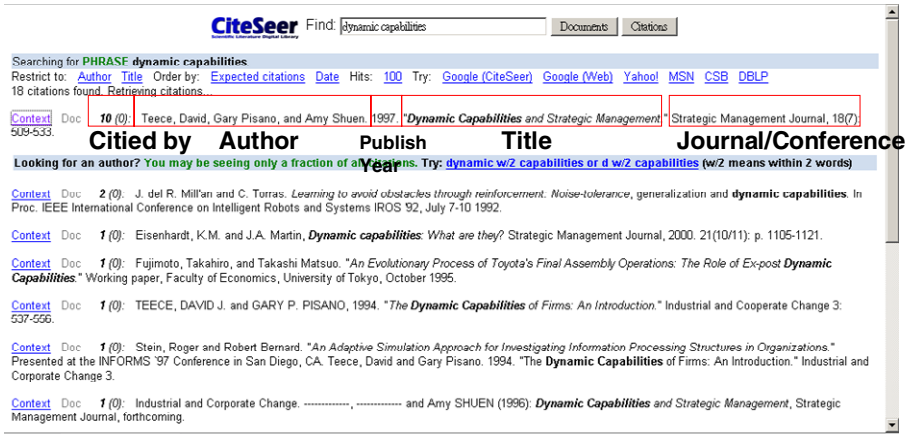 CiteSeer Find: dynamic capabilities Documents Citations
Scientific Literature Digital Library
Searching for PHRASE dynamic capabilities
Restrict to: Author Title Order by: Expected citations Date Hits: 100 Try: Google (CiteSeer) Google (Web) Yahoo! MSN CSB DBLP
18 citations found. Retrieving citations...
Context Doc 10 (0): Teece, David, Gary Pisano, and Amy Shuen. 1997. "Dynamic Capabilities and Strategic Management." Strategic Management Journal, 18(7):
509-533.
Citied by Author Publish Year Title Journal/Conference
Looking for an author? You may be seeing only a fraction of all citations. Try: dynamic w/2 capabilities or d w/2 capabilities (w/2 means within 2 words)
Context Doc 2 (0): J. del R. Mill'an and C. Torras. Learning to avoid obstacles through reinforcement. Noise-tolerance, generalization and dynamic capabilities. In
Proc. IEEE International Conference on Intelligent Robots and Systems IROS '92, July 7-10 1992.
Context Doc 1 (0): Eisenhardt, K.M. and J.A. Martin, Dynamic capabilities: What are they? Strategic Management Journal, 2000. 21(10/11): p. 1105-1121.
Context Doc 1 (0): Fujimoto, Takahiro, and Takashi Matsuo. "An Evolutionary Process of Toyota's Final Assembly Operations: The Role of Ex-post Dynamic
Capabilities." Working paper, Faculty of Economics, University of Tokyo, October 1995.
Context Doc 1 (0): TEECE, DAVID J. and GARY P. PISANO, 1994. "The Dynamic Capabilities of Firms: An Introduction." Industrial and Cooperate Change 3:
537-556.
Context Doc 1 (0): Stein, Roger and Robert Bernard. "An Adaptive Simulation Approach for Investigating Information Processing Structures in Organizations."
Presented at the INFORMS '97 Conference in San Diego, CA. Teece, David and Gary Pisano. 1994. "The Dynamic Capabilities of Firms: An Introduction." Industrial and
Corporate Change 3.
Context Doc 1 (0): Industrial and Corporate Change. -------------, ------------- and Amy SHUEN (1996): Dynamic Capabilities and Strategic Management, Strategic
Management Journal, forthcoming.